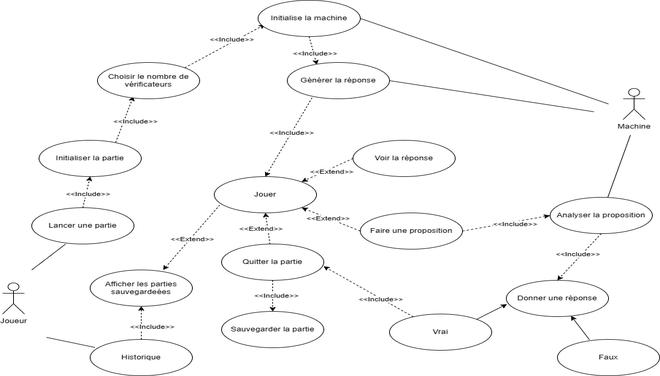 Initialise la machine
<<Include>>
<<Include>>
Choisir le nombre de
vérificateurs
Générer la réponse
<<Include>>
<<Include>>
Machine
Initialiser la partie
Voir la réponse
<<Extend>>
<<Include>>
Jouer
<<Extend>>
Lancer une partie
<<Include>>
Analyser la proposition
Faire une proposition
<<Extend>>
<<Extend>>
<<Include>>
Quitter la partie
Afficher les parties
sauvegardeées
<<Include>>
<<Include>>
Donner une réponse
Joueur
<<Include>>
Sauvegarder la partie
Vrai
Historique
Faux